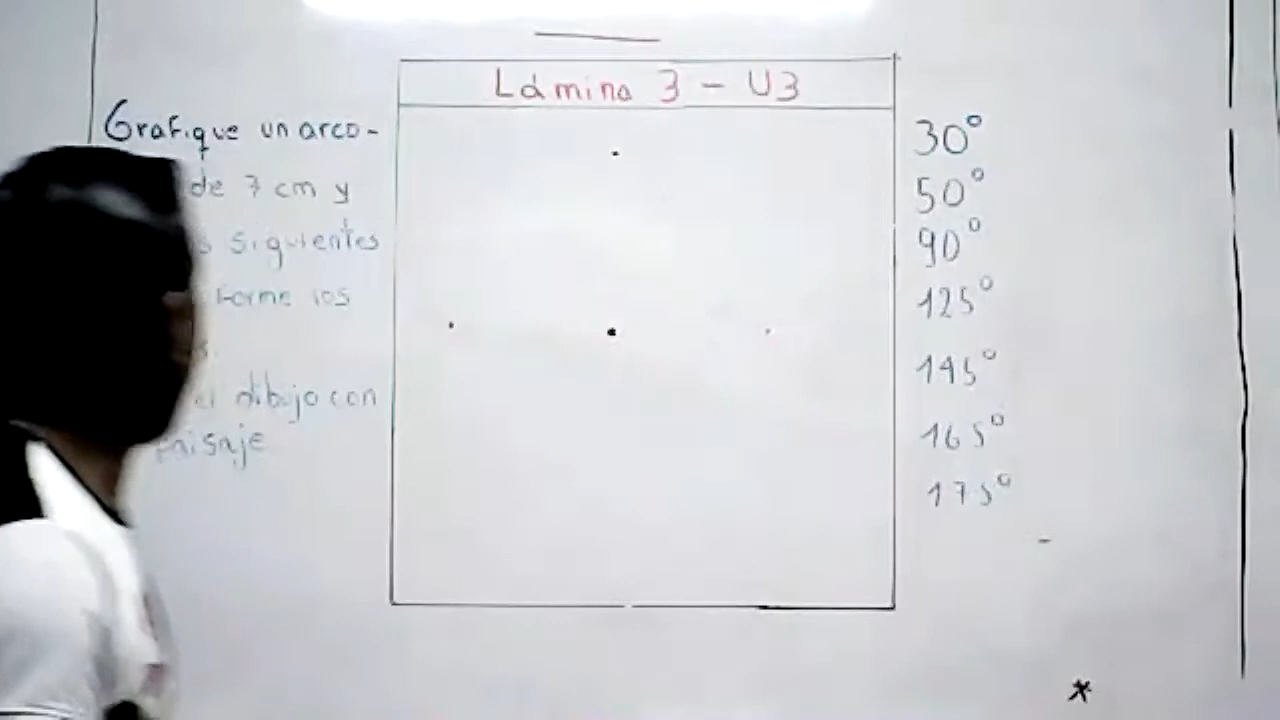 Lámina 3 - U3
Grafique un arco-
de 7 cm y
siguientes
Forme los
el dibujo con
paisaje
30°
50°
90°
125°
145°
165°
175°
*